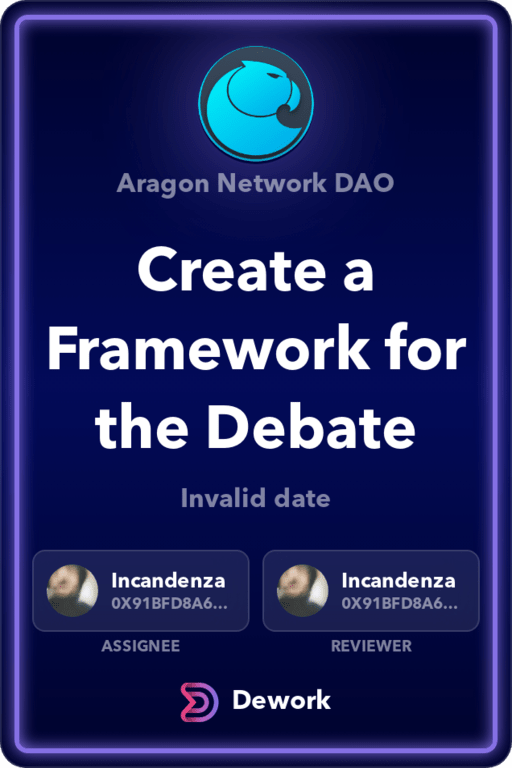 Aragon Network DAO
Create a
Framework for
the Debate
Invalid date
Incandenza
0X91BFD8A6...
ASSIGNEE
Incandenza
0X91BFD8A6...
REVIEWER
Dework